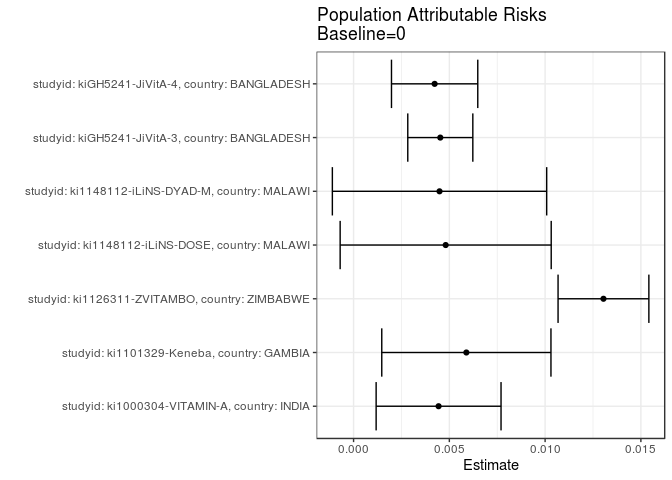 Population Attributable Risks
Baseline=0
studyid: kiGH5241-JiVitA-4, country: BANGLADESH
studyid: kiGH5241-JiVitA-3, country: BANGLADESH
studyid: ki1148112-iLiNS-DYAD-M, country: MALAWI
studyid: ki1148112-iLiNS-DOSE, country: MALAWI
studyid: ki1126311-ZVITAMBO, country: ZIMBABWE
studyid: ki1101329-Keneba, country: GAMBIA
studyid: ki1000304-VITAMIN-A, country: INDIA
0.000 0.005 0.010 0.015
Estimate